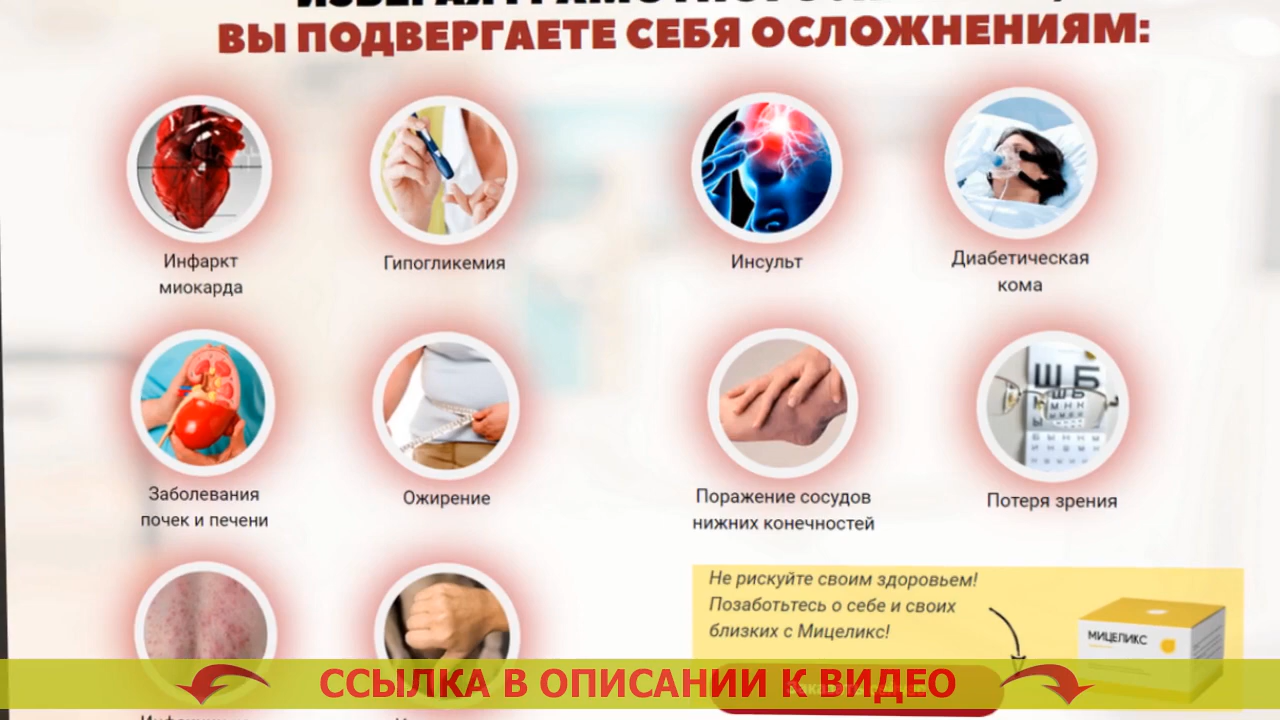 ВЫ ПОДВЕРГАЕТЕ СЕБЯ ОСЛОЖНЕНИЯМ:
Инфаркт
миокарда
Гипогликемия
Инсульт
Диабетическая
кома
Заболевания
почек и печени
Ожирение
Поражение сосудов
нижних конечностей
Потеря зрения
Ш Б
Не рискуйте своим здоровьем!
Позаботьтесь о себе и своих
близких с Мицеликс!
МИЦЕЛИКС
ССЫЛКА В ОПИСАНИИ К ВИДЕО